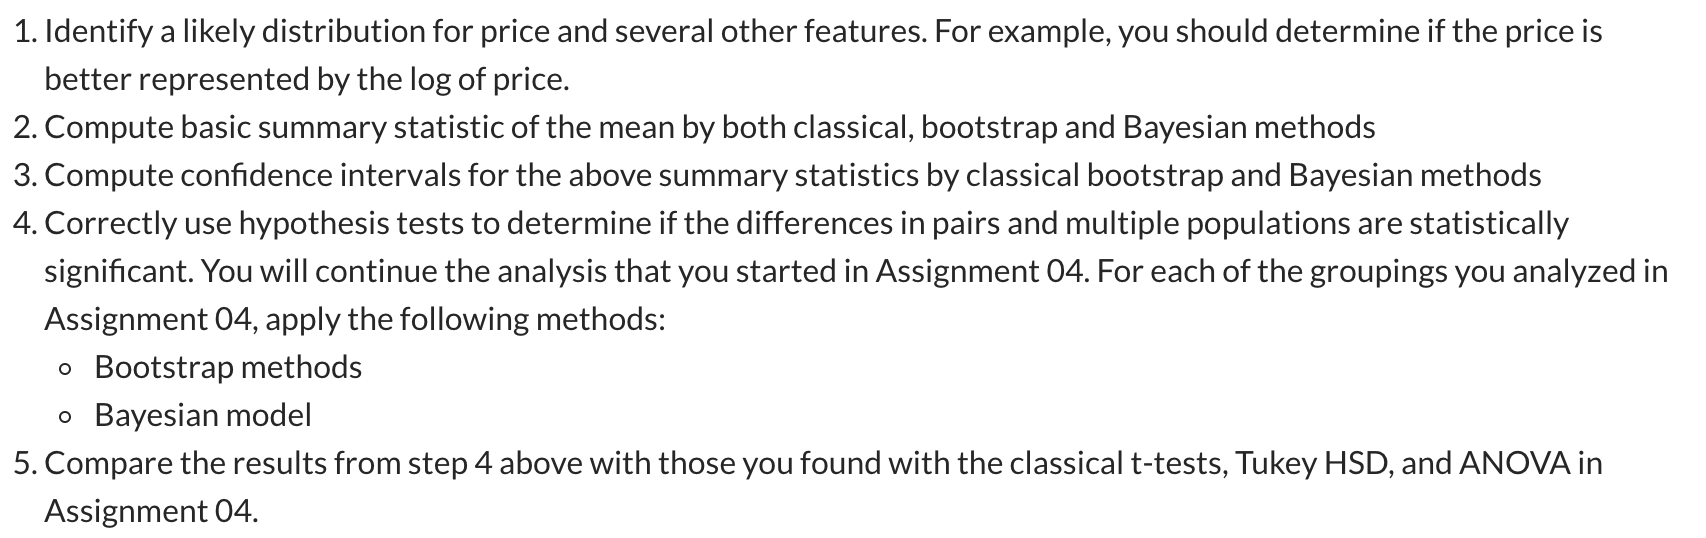 1. Identify a likely distribution for price and several other features. For example, you should determine if the price is
better represented by the log of price.
2. Compute basic summary statistic of the mean by both classical, bootstrap and Bayesian methods
3. Compute confidence intervals for the above summary statistics by classical bootstrap and Bayesian methods
4. Correctly use hypothesis tests to determine if the differences in pairs and multiple populations are statistically
significant. You will continue the analysis that you started in Assignment 04. For each of the groupings you analyzed in
Assignment 04, apply the following methods:
◦ Bootstrap methods
◦ Bayesian model
5. Compare the results from step 4 above with those you found with the classical t-tests, Tukey HSD, and ANOVA in
Assignment 04.